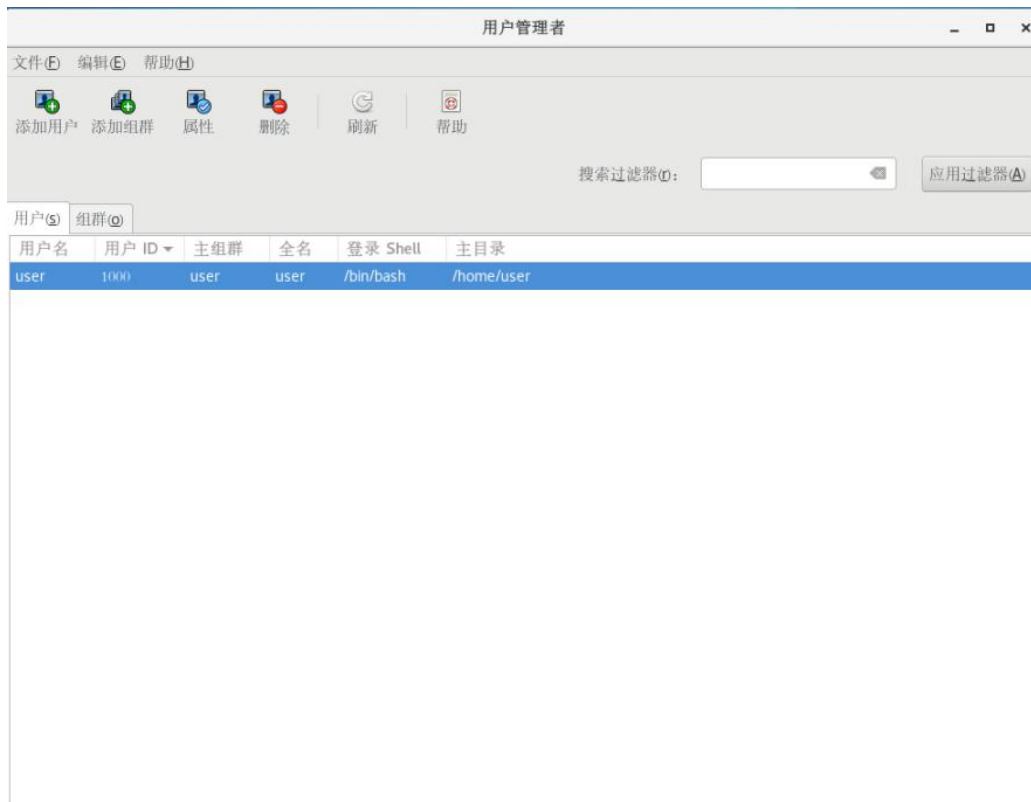 用户管理者
文件(F) 编辑(E) 帮助(H)
添加用户 添加组群 属性 删除 刷新 帮助
搜索过滤器(r)： 应用过滤器(A)
用户(s) 组群(o)
用户名 用户 ID 主组群 全名 登录 Shell 主目录
user 1000 user user /bin/bash /home/user